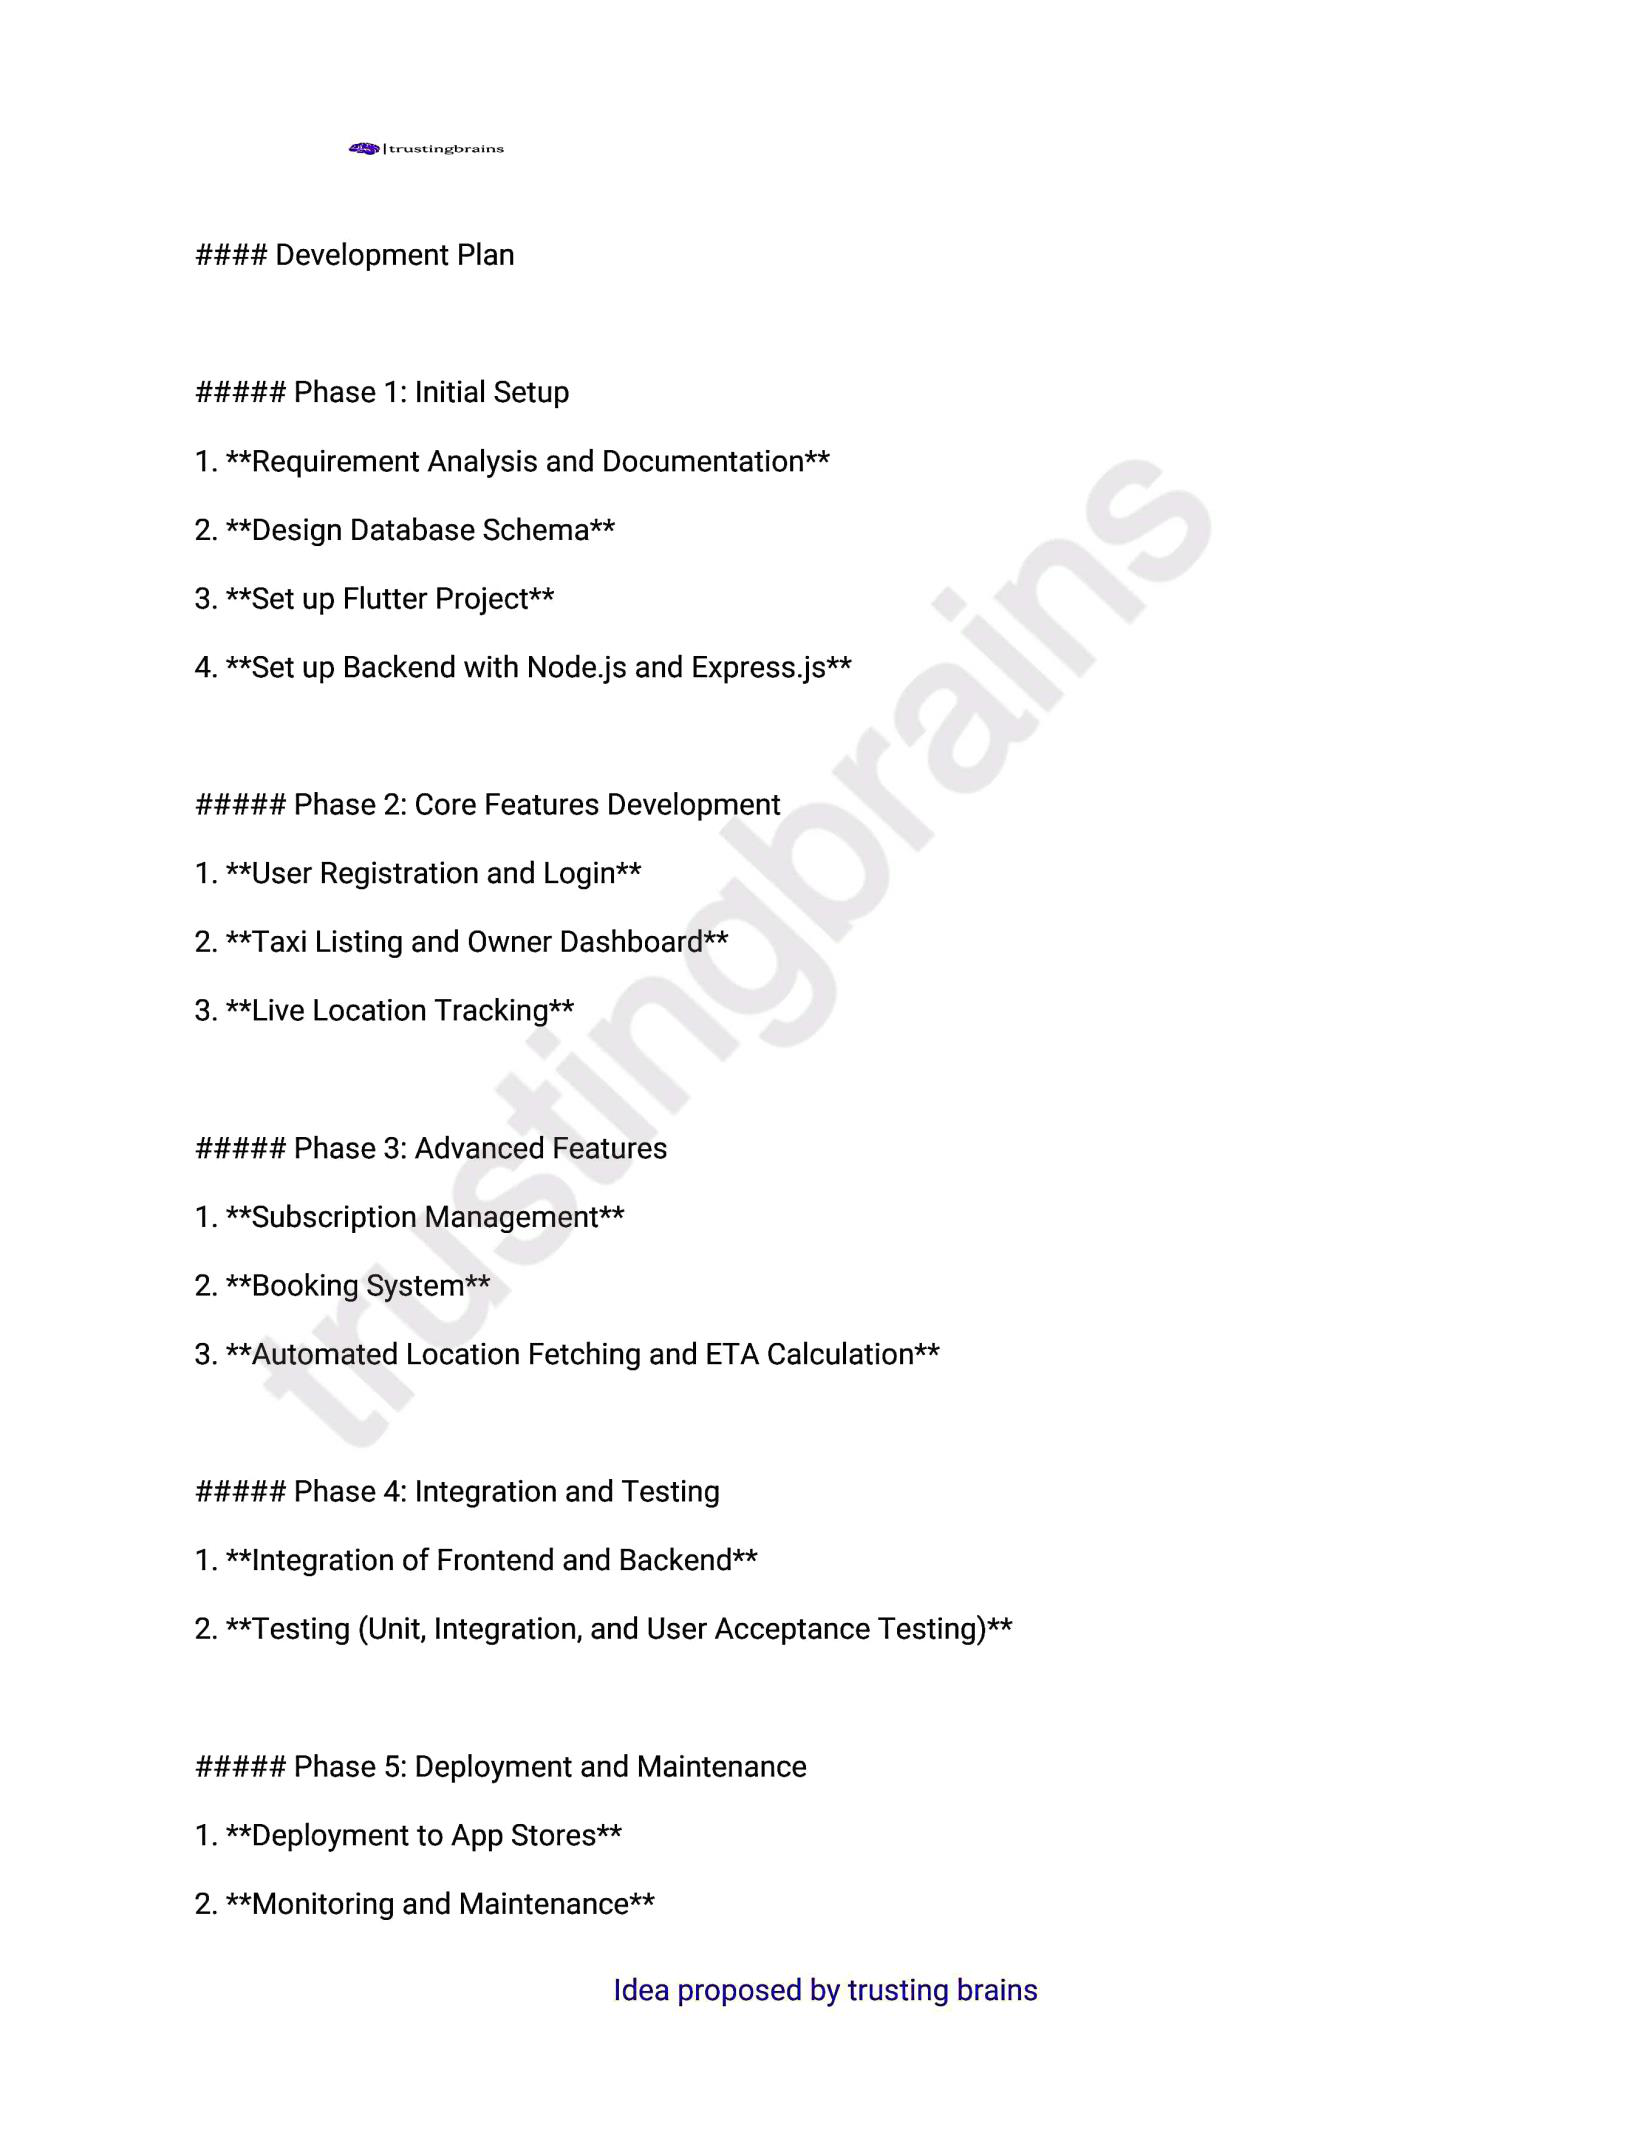 |trustingbrains
#### Development Plan
##### Phase 1: Initial Setup
1. **Requirement Analysis and Documentation**
2. **Design Database Schema**
3. **Set up Flutter Project**
4. **Set up Backend with Node.js and Express.js**
##### Phase 2: Core Features Development
1. **User Registration and Login**
2. **Taxi Listing and Owner Dashboard**
3. **Live Location Tracking**
##### Phase 3: Advanced Features
1. **Subscription Management**
2. **Booking System**
3. **Automated Location Fetching and ETA Calculation**
##### Phase 4: Integration and Testing
1. **Integration of Frontend and Backend**
2. **Testing (Unit, Integration, and User Acceptance Testing)**
##### Phase 5: Deployment and Maintenance
1. **Deployment to App Stores**
2. **Monitoring and Maintenance**
Idea proposed by trusting brains
trustingbrains